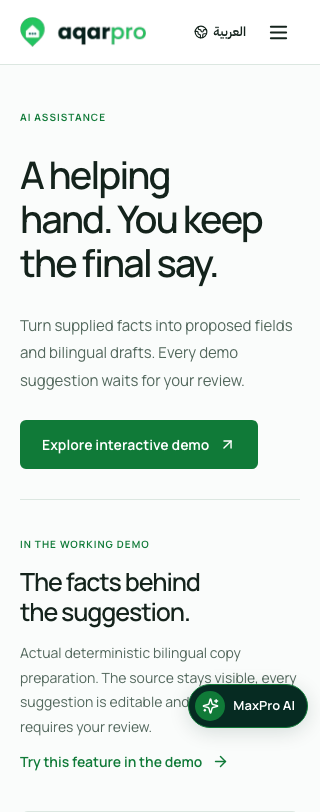 aqarpro
العربية
AI ASSISTANCE
A helping
hand. You keep
the final say.
Turn supplied facts into proposed fields
and bilingual drafts. Every demo
suggestion waits for your review.
Explore interactive demo
IN THE WORKING DEMO
The facts behind
the suggestion.
Actual deterministic bilingual copy
preparation. The source stays visible, every
suggestion is editable and
requires your review.
MaxPro AI
Try this feature in the demo